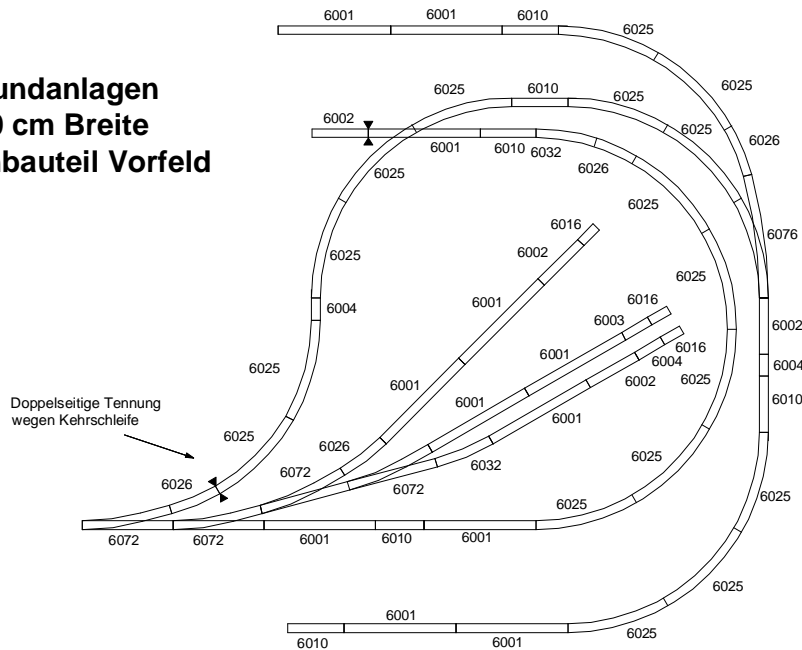 6001 6001 6010 6025
undanlagen
0 cm Breite
bauteil Vorfeld
6025 6010 6025 6025
6002 6001 6010 6032 6025 6026
6025 6026 6025
6016 6076
6025 6002 6025
6004 6001 6016 6002
6003 6016 6004
6001 6004 6010
6025 6001 6002 6025
6001 6001
Doppelseitige Tennung
wegen Kehrschleife
6025 6026 6032 6025
6026 6072 6072 6025 6025
6072 6072 6001 6010 6001
6001 6025
6010 6001 6025